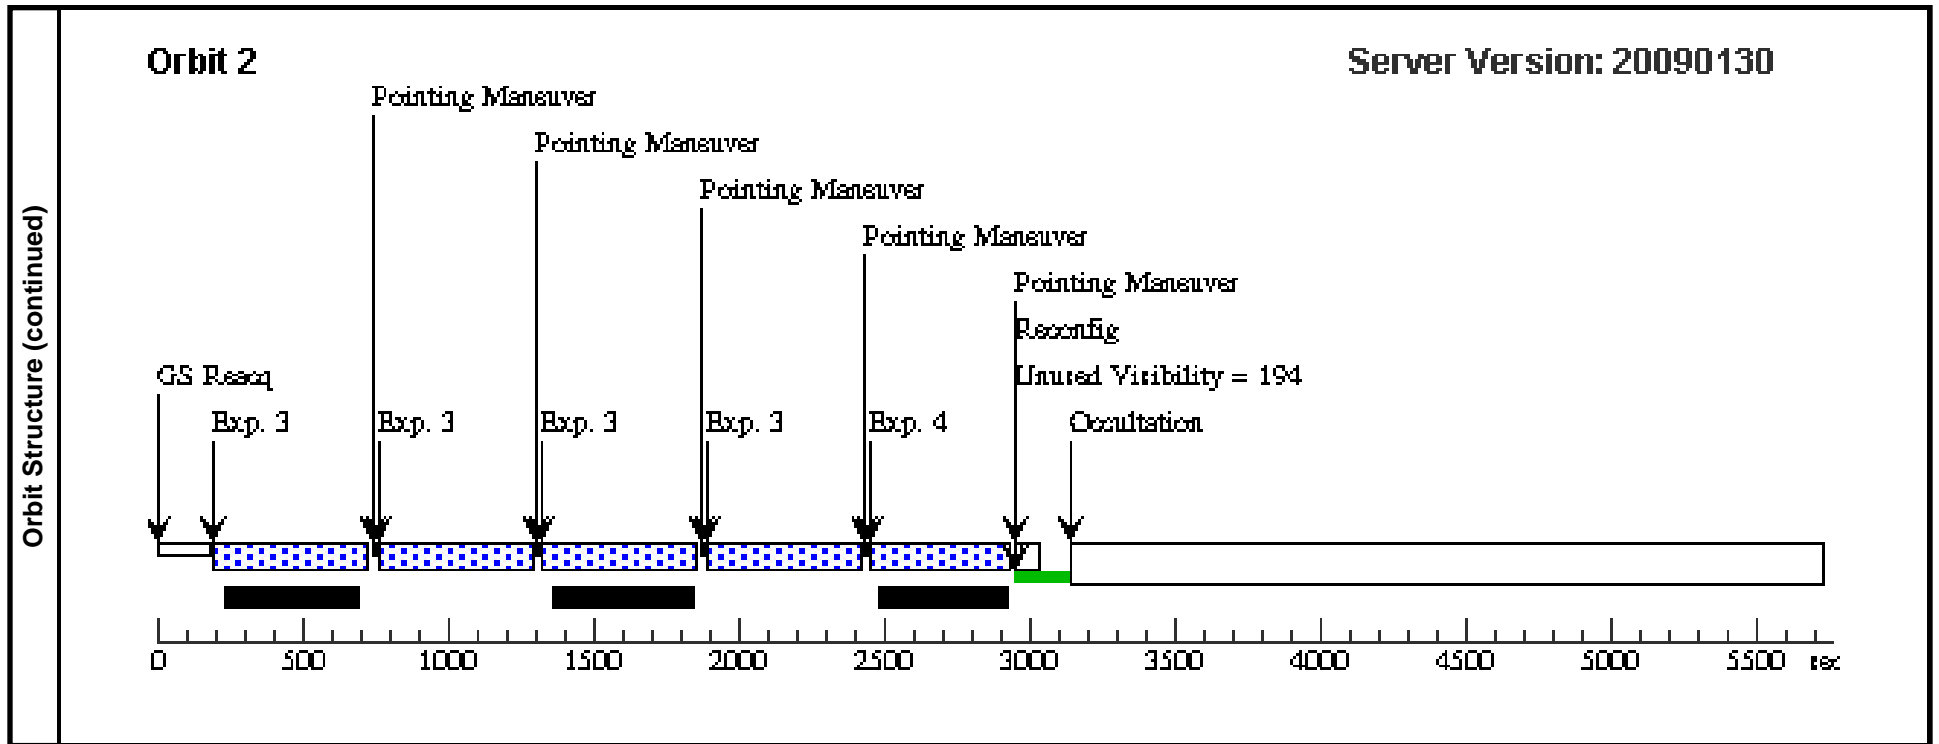 Orbit Structure (continued)
Orbit 2
Server Version: 20090130
Pointing Maneuver
Pointing Maneuver
Pointing Maneuver
Pointing Maneuver
Pointing Maneuver
Reconfig
GS Reacq
Unused Visibility = 194
Exp. 3
Exp. 3
Exp. 3
Exp. 3
Exp. 4
Occultation
0 500 1000 1500 2000 2500 3000 3500 4000 4500 5000 5500 sec